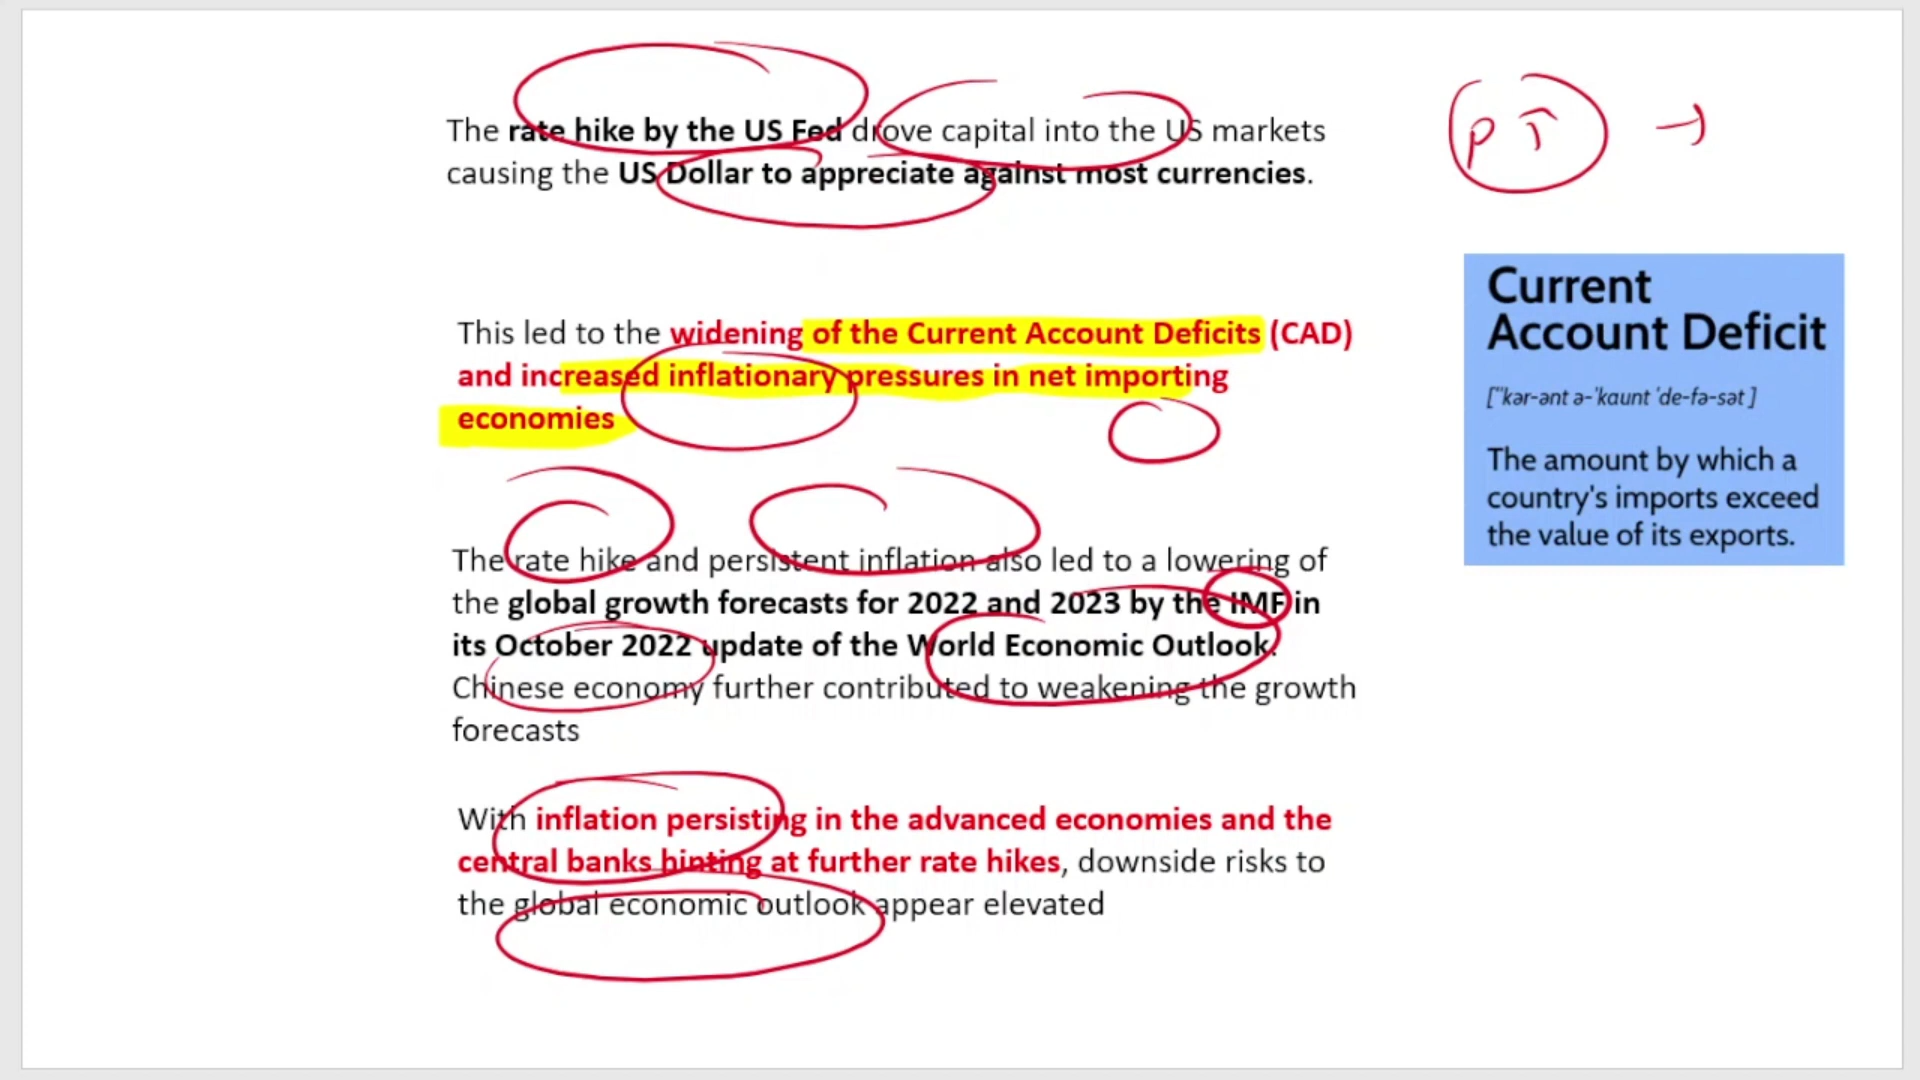 The rate hike by the US Fed drove capital into the US markets
causing the US Dollar to appreciate against most currencies.
This led to the widening of the Current Account Deficits (CAD)
and increased inflationary pressures in net importing
economies
The rate hike and persistent inflation also led to a lowering of
the global growth forecasts for 2022 and 2023 by the IMF in
its October 2022 update of the World Economic Outlook.
Chinese economy further contributed to weakening the growth
forecasts
With inflation persisting in the advanced economies and the
central banks hinting at further rate hikes, downside risks to
the global economic outlook appear elevated
Current
Account Deficit
["kər-ənt ə-'kaunt 'de-fə-sət]
The amount by which a
country's imports exceed
the value of its exports.